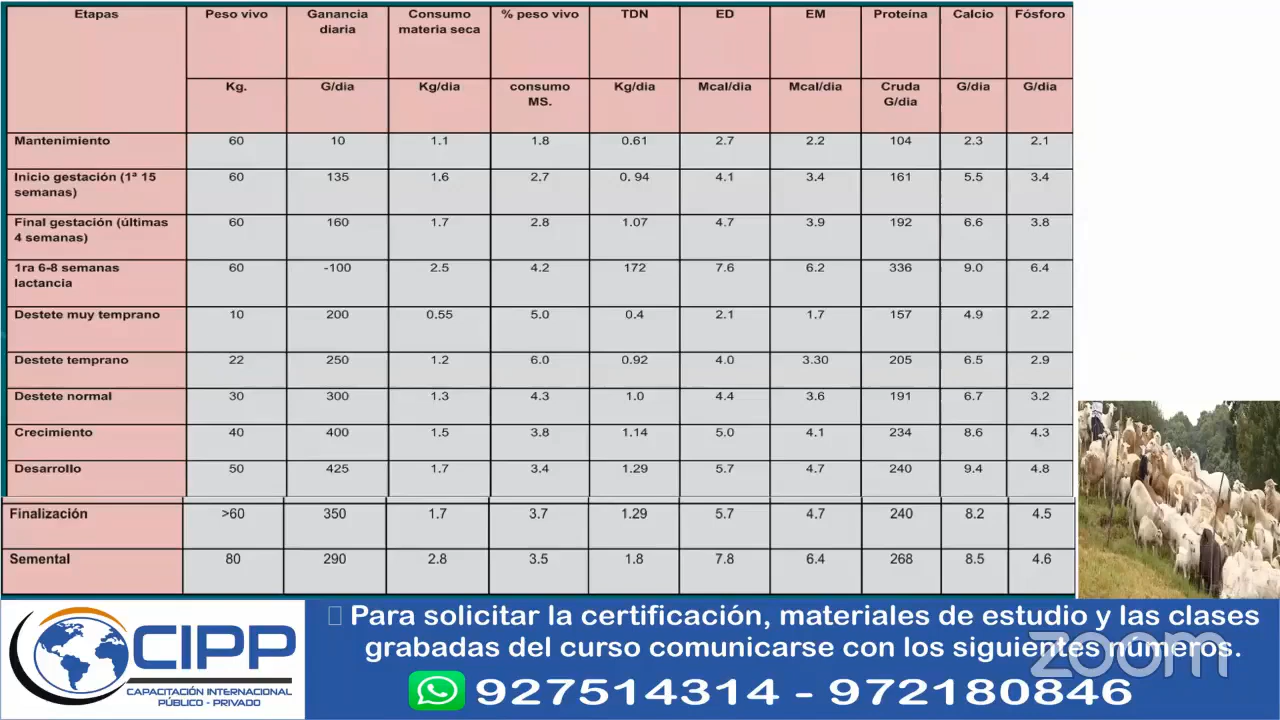 Etapas Peso vivo Ganancia diaria Consumo materia seca % peso vivo TDN ED EM Proteína Calcio Fósforo
Kg. G/dia Kg/dia consumo MS. Kg/dia Mcal/dia Mcal/dia Cruda G/dia G/dia G/dia
Mantenimiento 60 10 1.1 1.8 0.61 2.7 2.2 104 2.3 2.1
Inicio gestación (1ª 15 semanas) 60 135 1.6 2.7 0. 94 4.1 3.4 161 5.5 3.4
Final gestación (últimas 4 semanas) 60 160 1.7 2.8 1.07 4.7 3.9 192 6.6 3.8
1ra 6-8 semanas lactancia 60 -100 2.5 4.2 172 7.6 6.2 336 9.0 6.4
Destete muy temprano 10 200 0.55 5.0 0.4 2.1 1.7 157 4.9 2.2
Destete temprano 22 250 1.2 6.0 0.92 4.0 3.30 205 6.5 2.9
Destete normal 30 300 1.3 4.3 1.0 4.4 3.6 191 6.7 3.2
Crecimiento 40 400 1.5 3.8 1.14 5.0 4.1 234 8.6 4.3
Desarrollo 50 425 1.7 3.4 1.29 5.7 4.7 240 9.4 4.8
Finalización >60 350 1.7 3.7 1.29 5.7 4.7 240 8.2 4.5
Semental 80 290 2.8 3.5 1.8 7.8 6.4 268 8.5 4.6
CIPP
CAPACITACIÓN INTERNACIONAL
PÚBLICO - PRIVADO
Para solicitar la certificación, materiales de estudio y las clases
grabadas del curso comunicarse con los siguientes números.
927514314 - 972180846
zoom